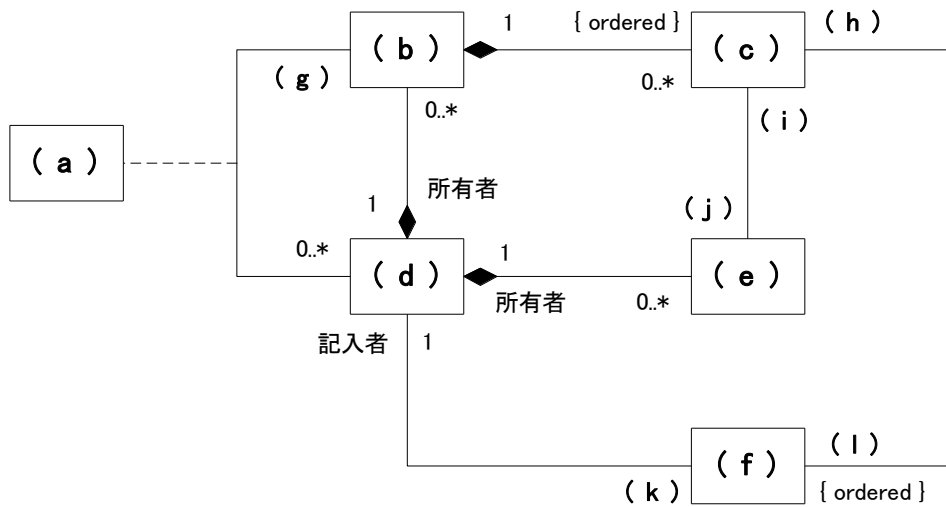 1 { ordered } ( h )
( b ) ( c )
( g ) 0..* 0..*
( a ) ( i )
所有者
1 ( j )
0..* ( d ) 1 ( e )
所有者 0..*
記入者 1
( f ) ( l )
( k ) { ordered }